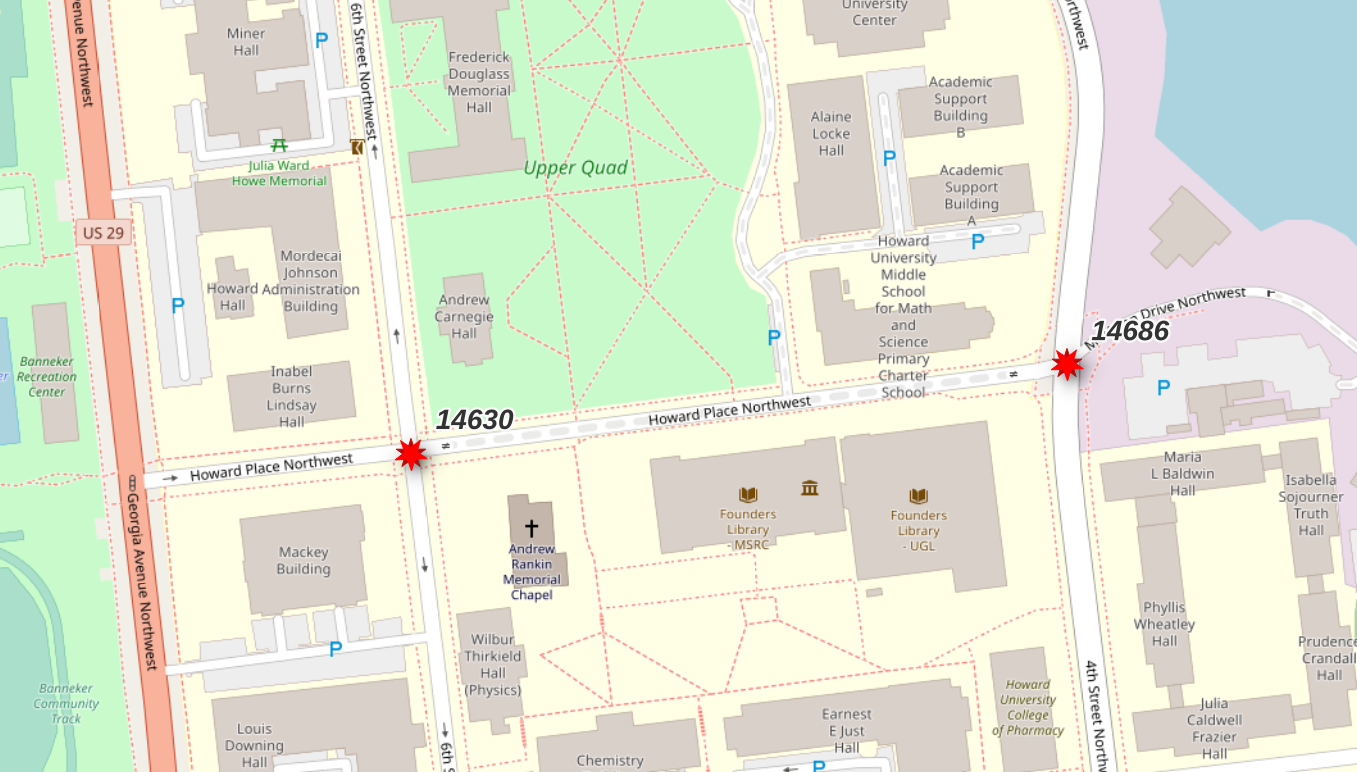 University
Center
Miner
Hall
P
6th Street Northwest
Frederick
Douglass
Memorial
Hall
Academic
Support
Building
B
Alaine
Locke
Hall
P
Julia Ward
Howe Memorial
Upper Quad
Academic
Support
Building
A
P
US 29
Howard
University
Middle
School
for Math
and
Science
Primary
Charter
School
Mordecai
Johnson
Administration
Building
Howard
Hall
P
Andrew
Carnegie
Hall
P
14686
Banneker
Recreation
Center
Inabel
Burns
Lindsay
Hall
P
14630
Howard Place Northwest
Howard Place Northwest
Maria
L Baldwin
Hall
Isabella
Sojourner
Truth
Hall
Georgia Avenue Northwest
Founders
Library
- MSRC
Founders
Library
- UGL
Mackey
Building
Andrew
Rankin
Memorial
Chapel
Phyllis
Wheatley
Hall
Wilbur
Thirkield
Hall
(Physics)
P
Prudence
Crandall
Hall
Banneker
Community
Track
Howard
University
College
of Pharmacy
4th Street Northw
Julia
Caldwell
Frazier
Hall
Louis
Downing
Hall
Earnest
E Just
Hall
6th S
Chemistry
P